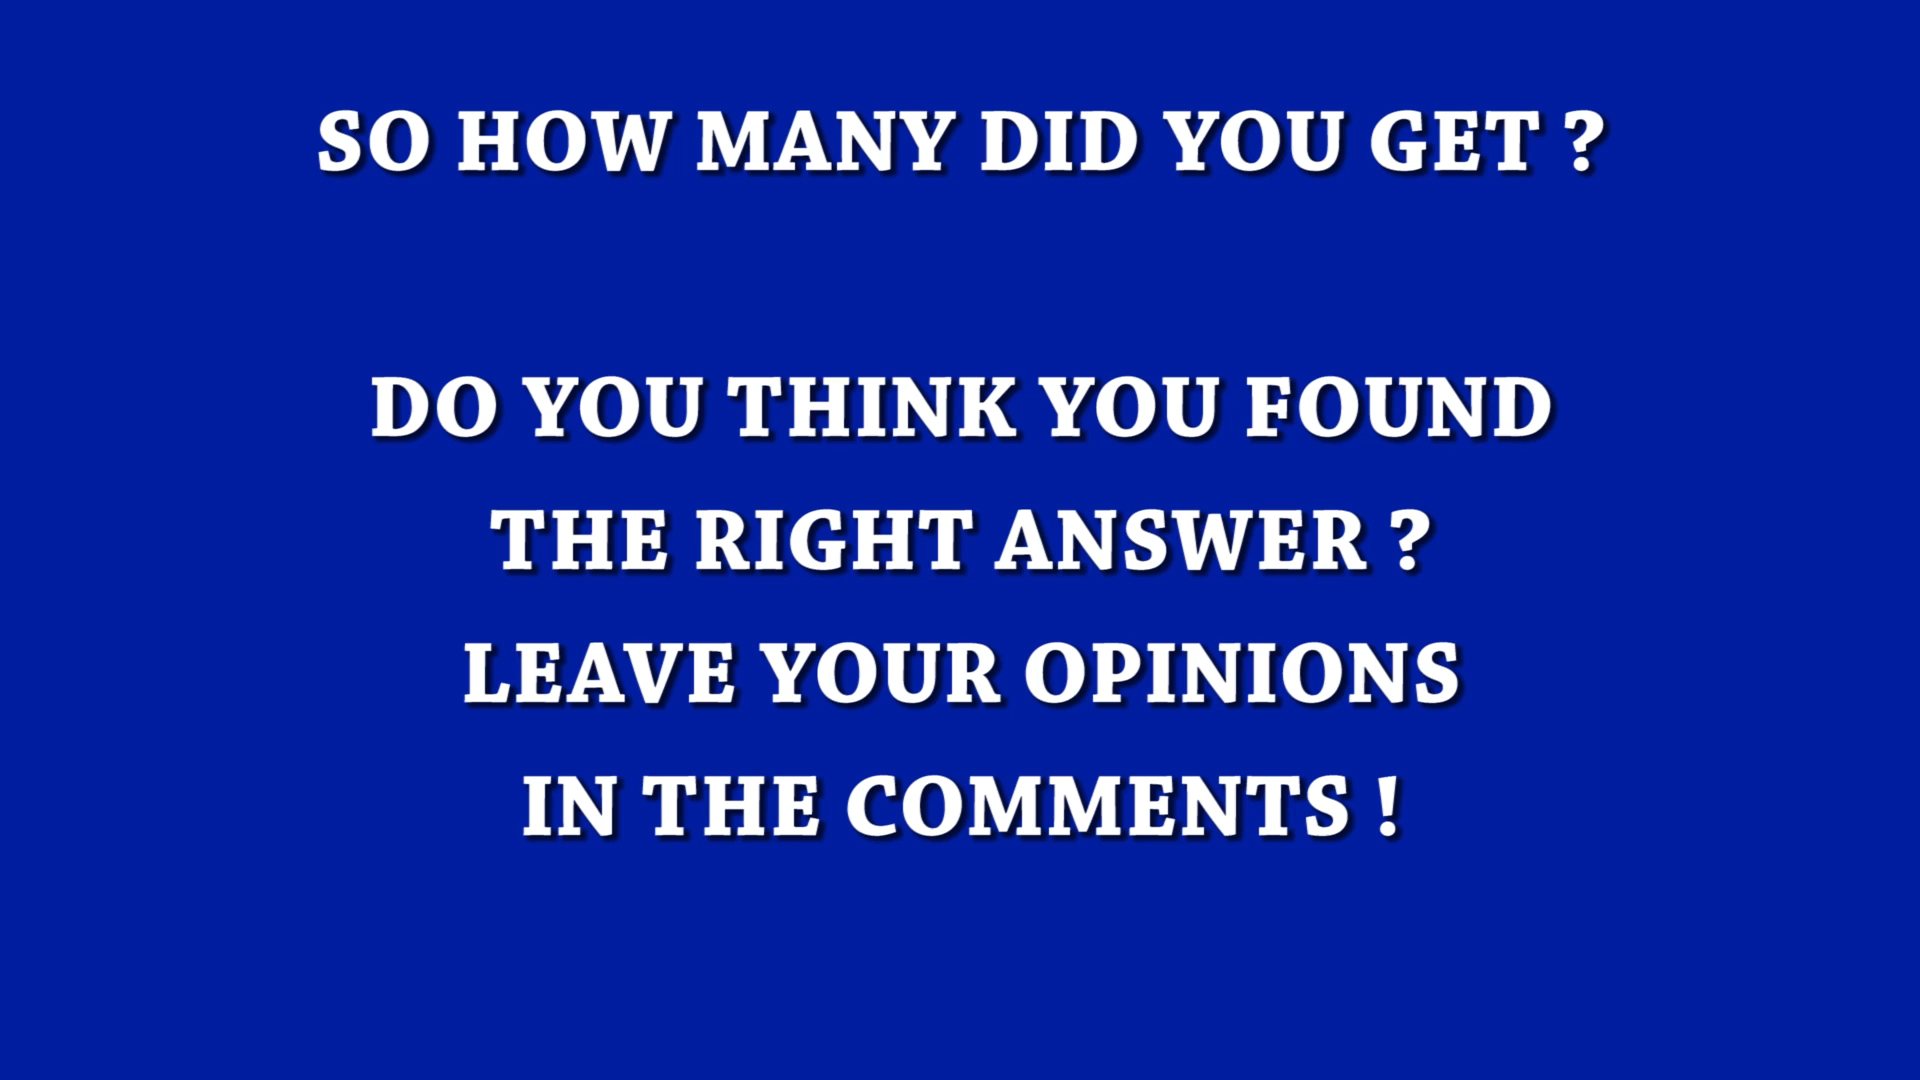 SO HOW MANY DID YOU GET ?
DO YOU THINK YOU FOUND
THE RIGHT ANSWER ?
LEAVE YOUR OPINIONS
IN THE COMMENTS !